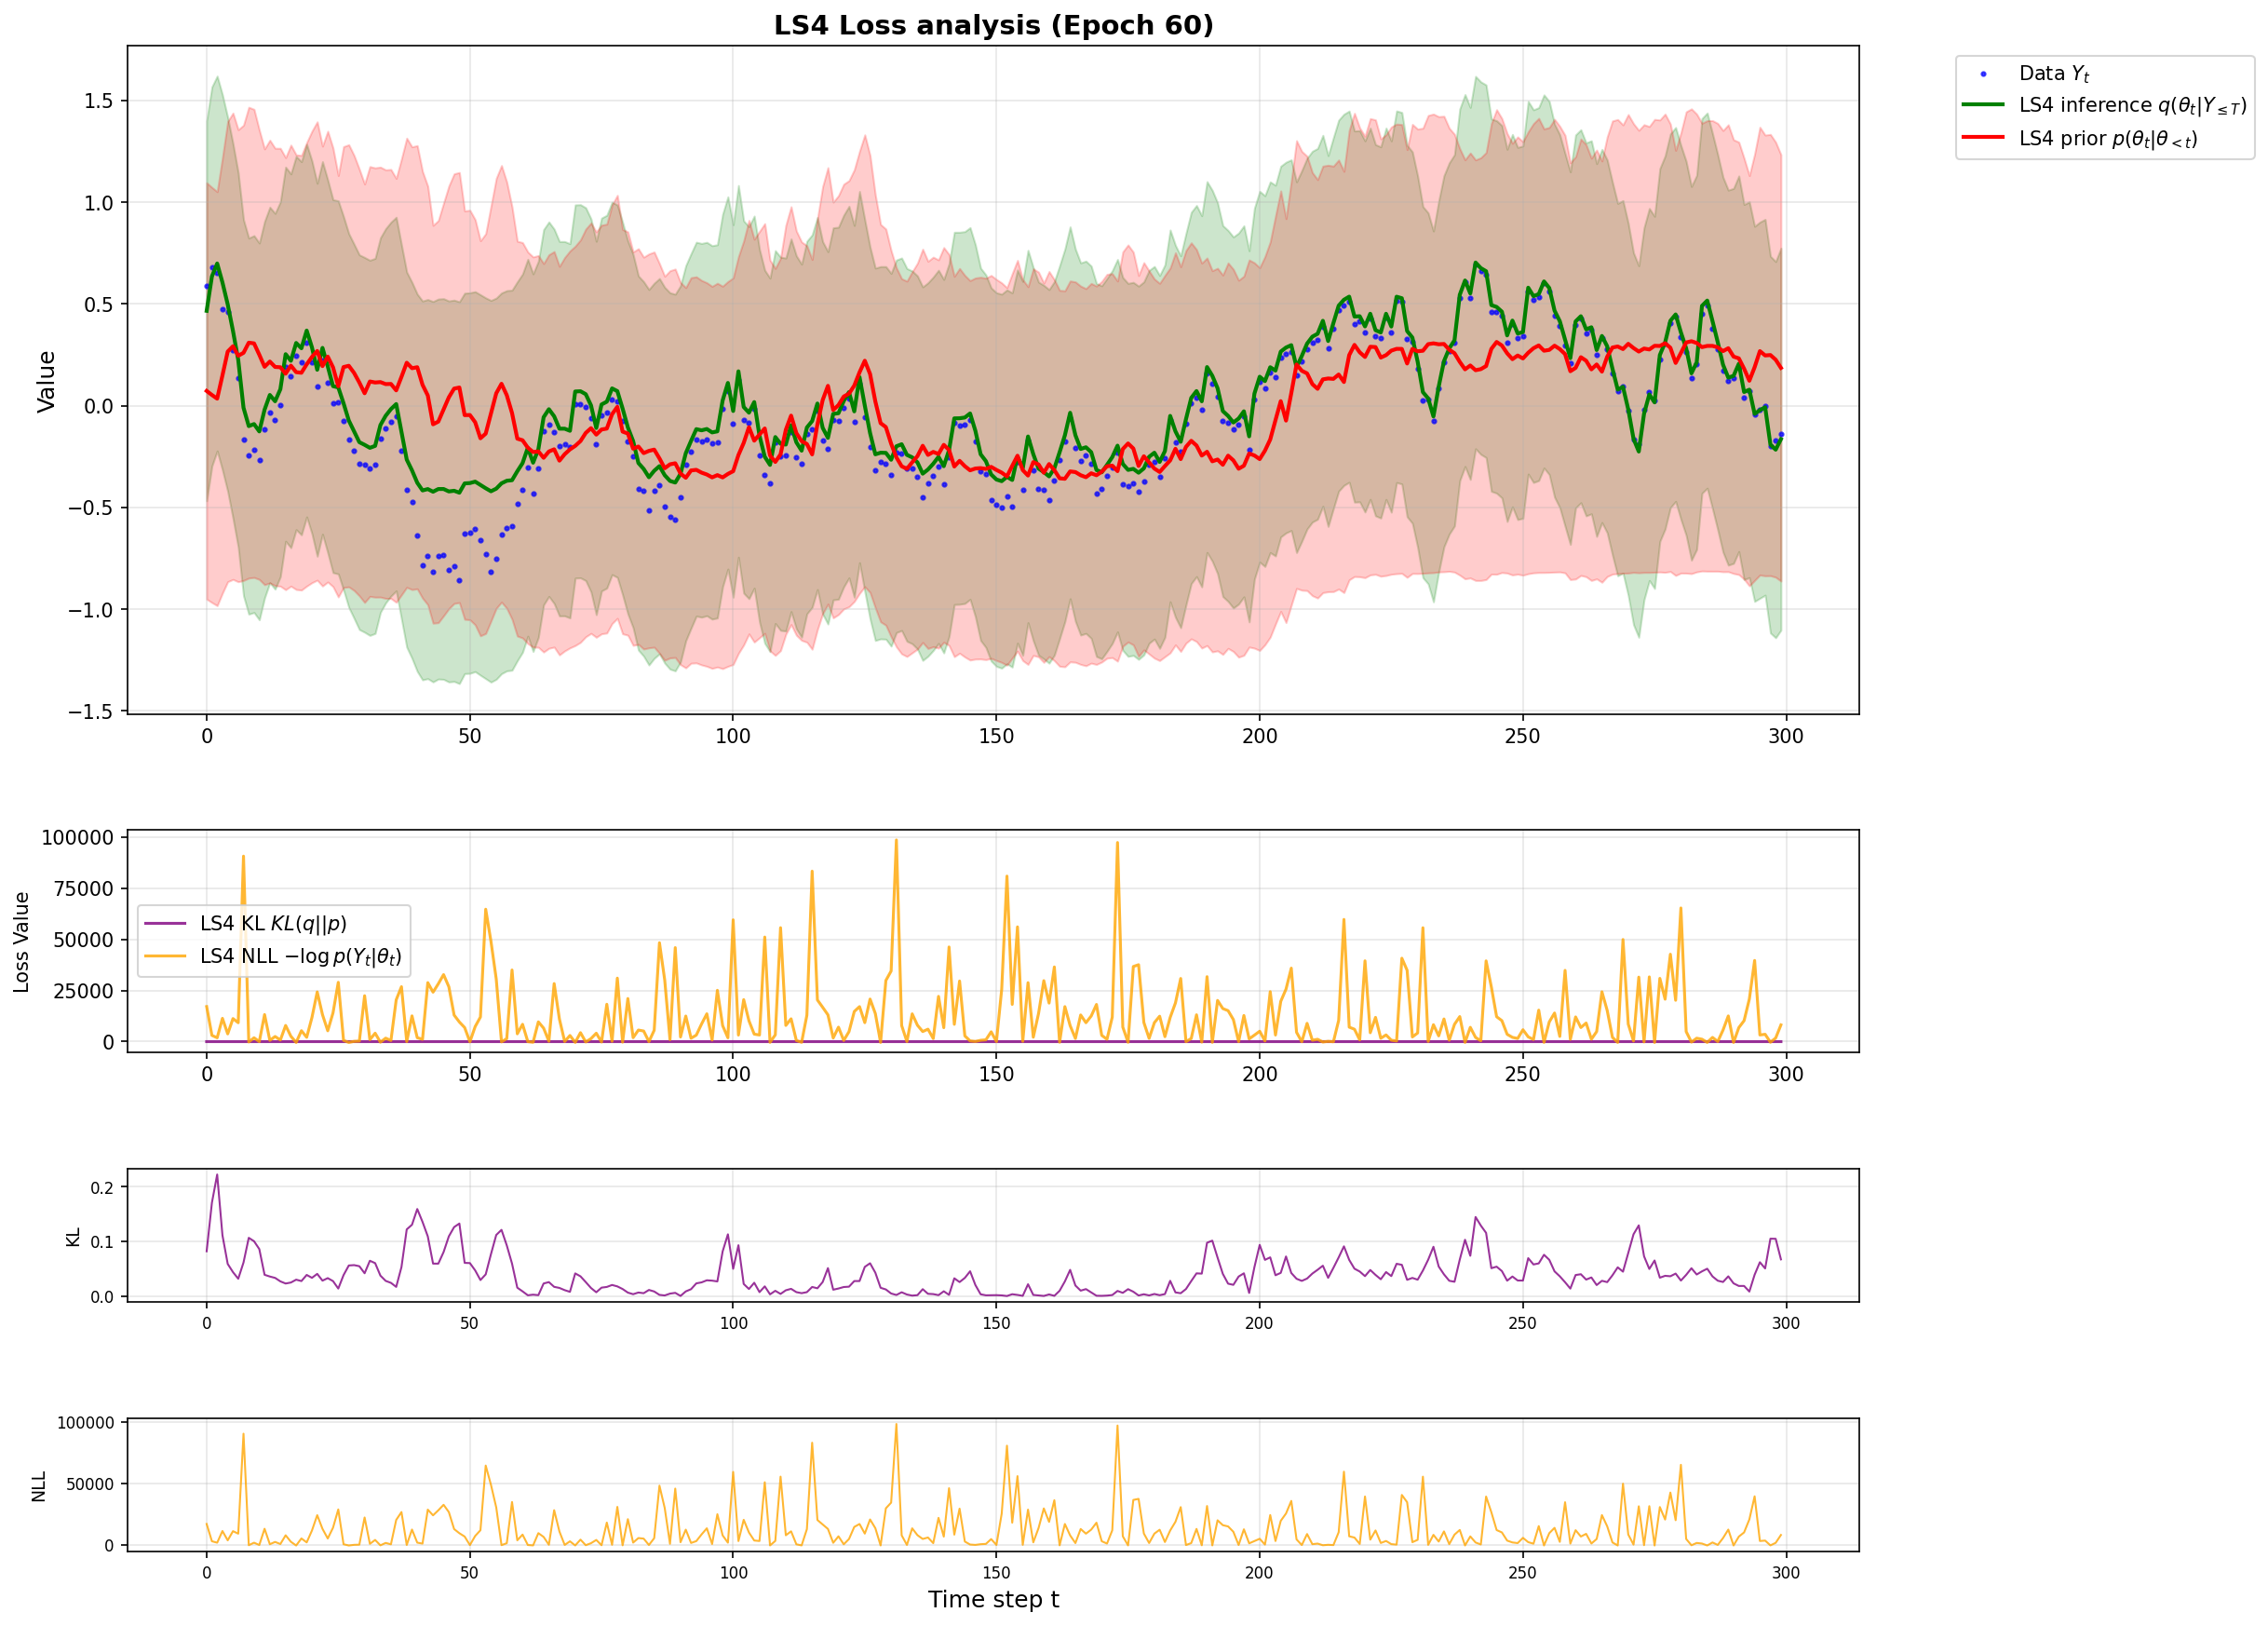 LS4 Loss analysis (Epoch 60)
Value
1.5
1.0
0.5
0.0
−0.5
−1.0
−1.5
0 50 100 150 200 250 300
Data Y_t
LS4 inference q(θ_t|Y_≤T)
LS4 prior p(θ_t|θ_<t)
Loss Value
100000
75000
50000
25000
0
LS4 KL KL(q||p)
LS4 NLL −log p(Y_t|θ_t)
0 50 100 150 200 250 300
KL
0.2
0.1
0.0
0 50 100 150 200 250 300
NLL
100000
50000
0
0 50 100 150 200 250 300
Time step t